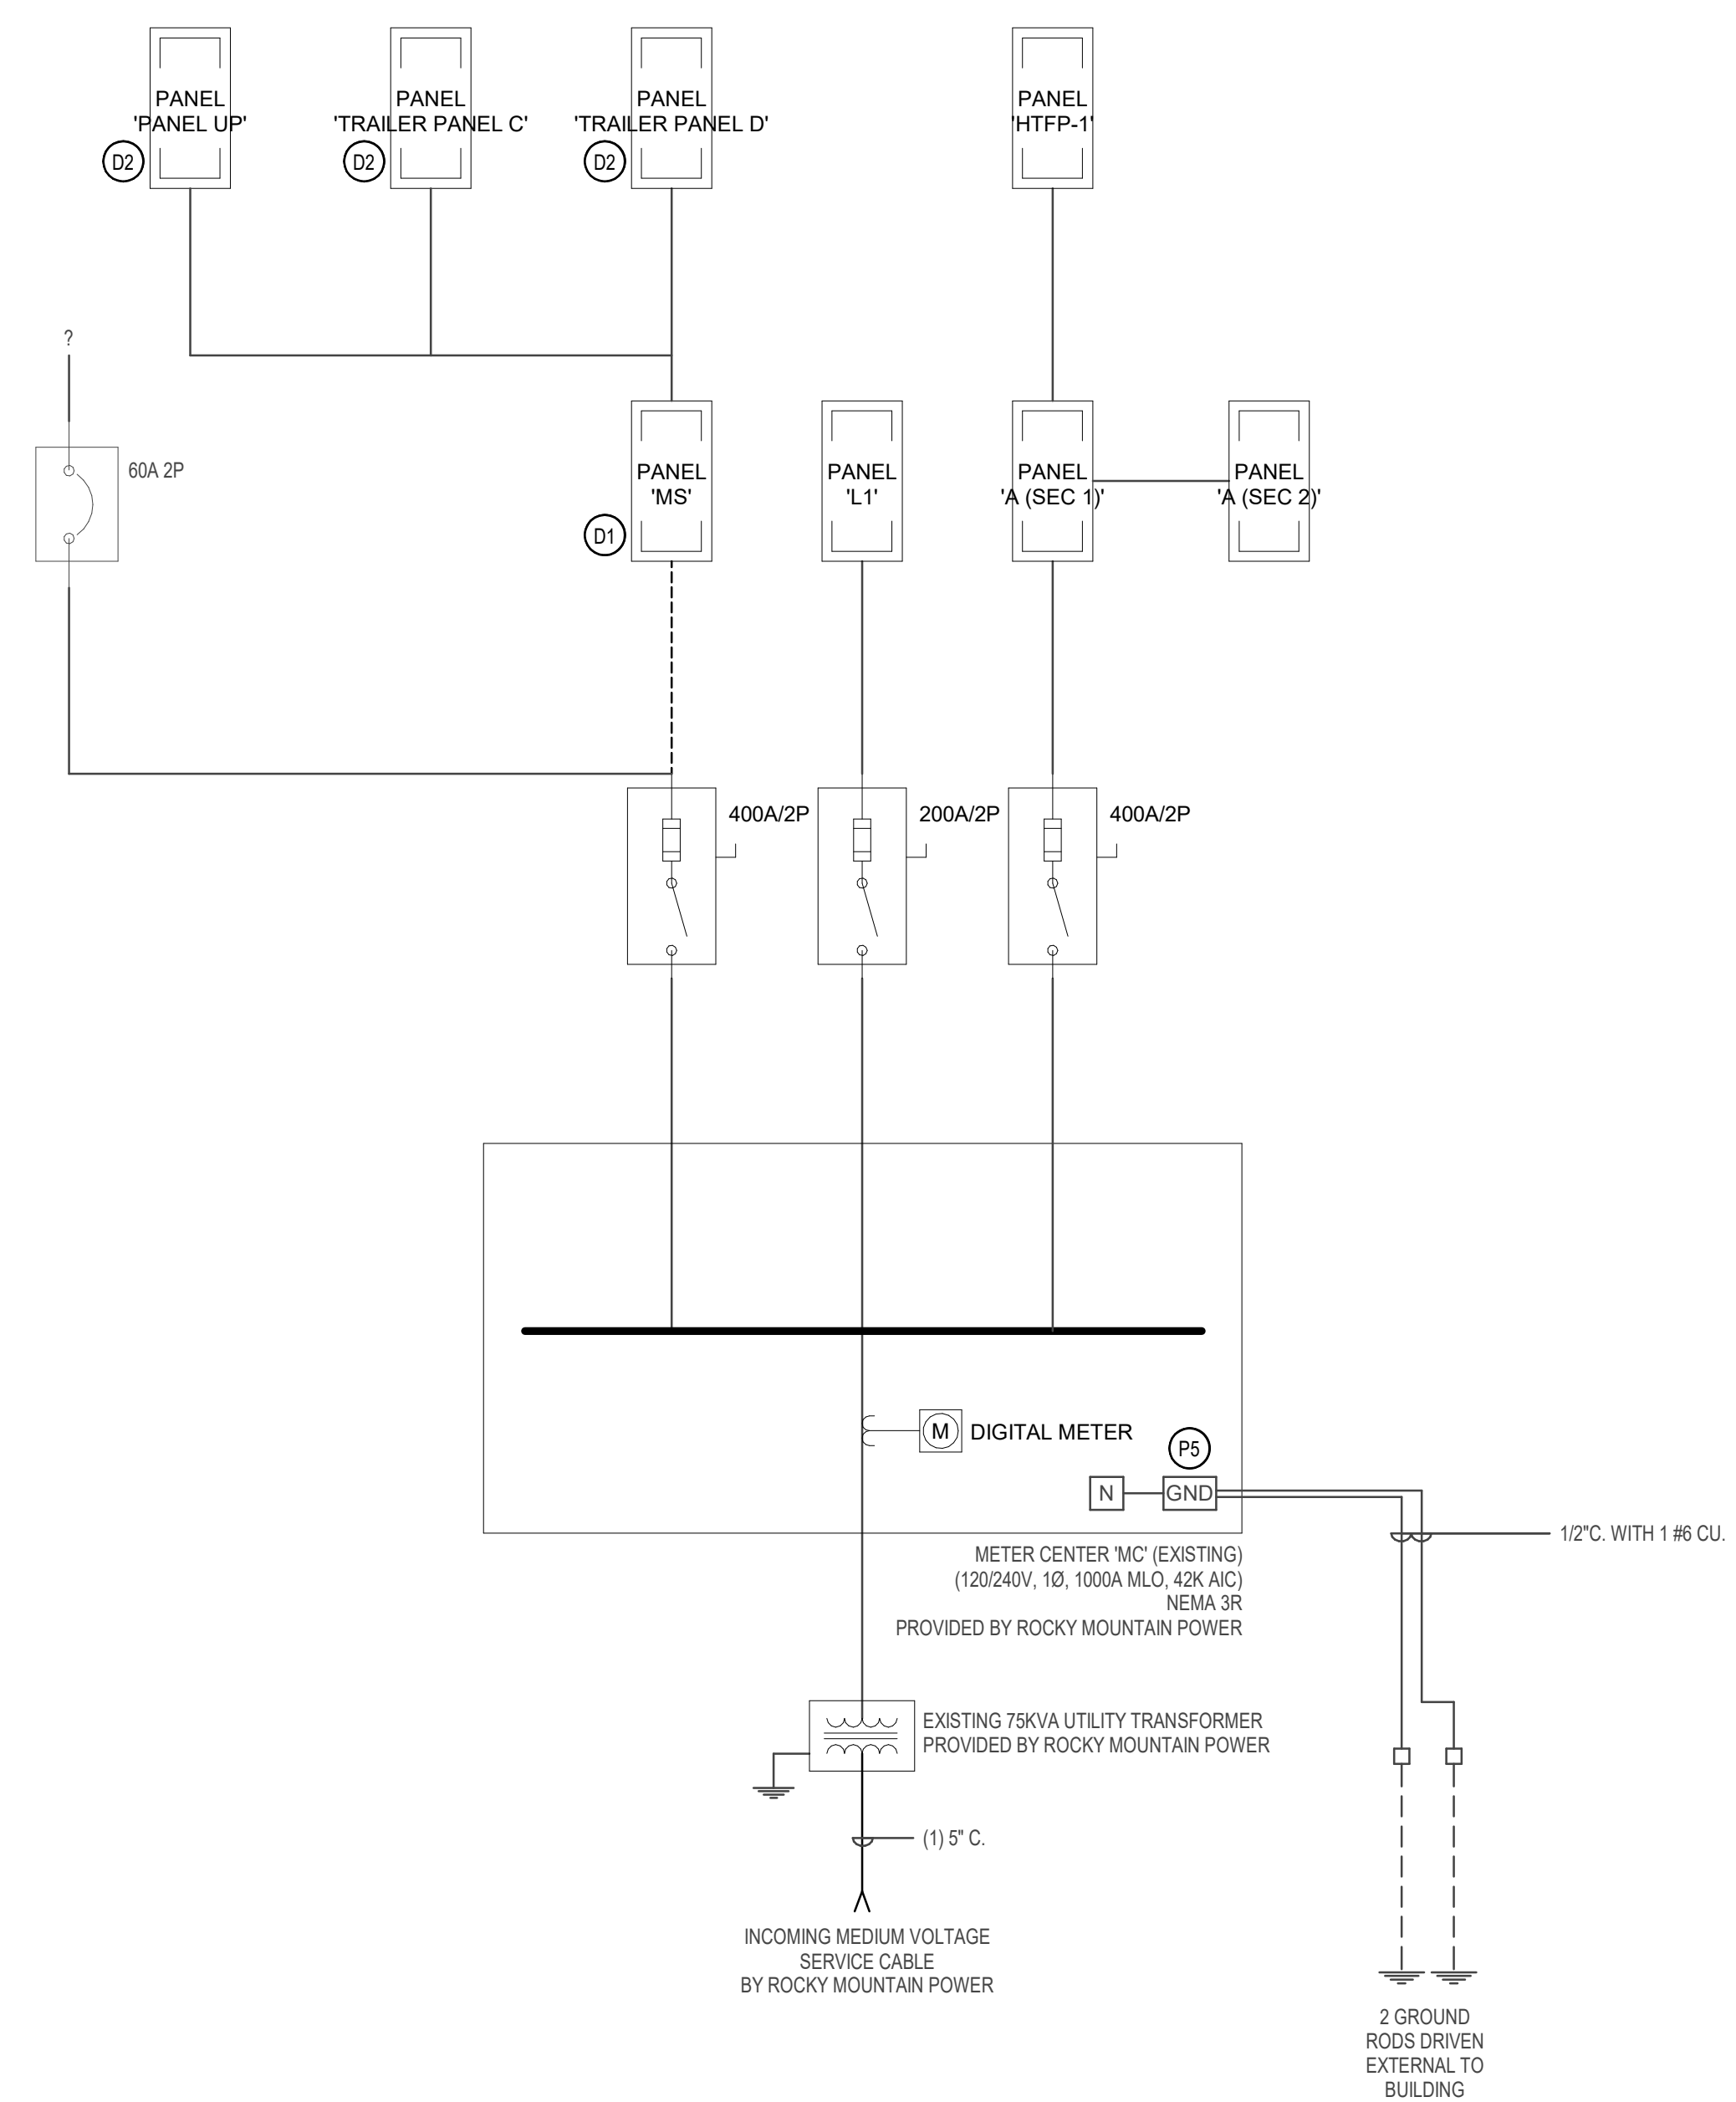 PANEL
'PANEL UP'
D2
PANEL
'TRAILER PANEL C'
D2
PANEL
'TRAILER PANEL D'
D2
PANEL
'HTFP-1'
?
60A 2P
PANEL
'MS'
D1
PANEL
'L1'
PANEL
'A (SEC 1)'
PANEL
'A (SEC 2)'
400A/2P
200A/2P
400A/2P
M
DIGITAL METER
P5
N
GND
1/2"C. WITH 1 #6 CU.
METER CENTER 'MC' (EXISTING)
(120/240V, 1Ø, 1000A MLO, 42K AIC)
NEMA 3R
PROVIDED BY ROCKY MOUNTAIN POWER
EXISTING 75KVA UTILITY TRANSFORMER
PROVIDED BY ROCKY MOUNTAIN POWER
(1) 5" C.
INCOMING MEDIUM VOLTAGE
SERVICE CABLE
BY ROCKY MOUNTAIN POWER
2 GROUND
RODS DRIVEN
EXTERNAL TO
BUILDING